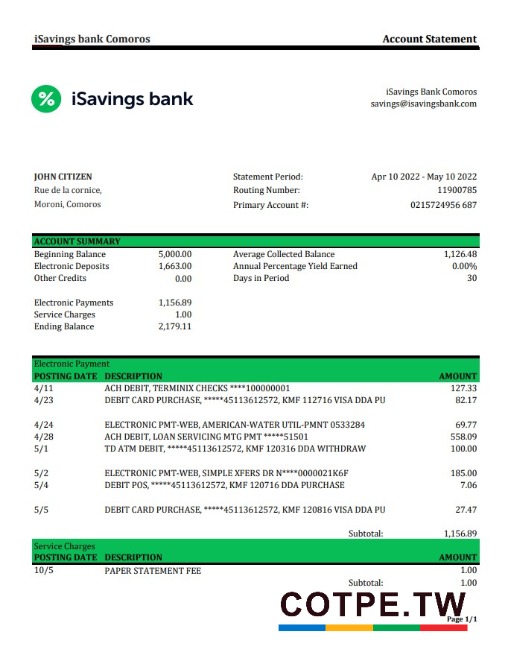 iSavings bank Comoros Account Statement
% iSavings bank
iSavings Bank Comoros
savings@isavingsbank.com
JOHN CITIZEN Statement Period: Apr 10 2022 - May 10 2022
Rue de la cornice, Routing Number: 11900785
Moroni, Comoros Primary Account #: 0215724956 687
ACCOUNT SUMMARY
Beginning Balance 5,000.00 Average Collected Balance 1,126.48
Electronic Deposits 1,663.00 Annual Percentage Yield Earned 0.00%
Other Credits 0.00 Days in Period 30
Electronic Payments 1,156.89
Service Charges 1.00
Ending Balance 2,179.11
Electronic Payment
POSTING DATE DESCRIPTION AMOUNT
4/11 ACH DEBIT, TERMINIX CHECKS ****100000001 127.33
4/23 DEBIT CARD PURCHASE, *****45113612572, KMF 112716 VISA DDA PU 82.17
4/24 ELECTRONIC PMT-WEB, AMERICAN-WATER UTIL-PMNT 0533284 69.77
4/28 ACH DEBIT, LOAN SERVICING MTG PMT *****51501 558.09
5/1 TD ATM DEBIT, *****45113612572, KMF 120316 DDA WITHDRAW 100.00
5/2 ELECTRONIC PMT-WEB, SIMPLE XFERS DR N****0000021K6F 185.00
5/4 DEBIT POS, *****45113612572, KMF 120716 DDA PURCHASE 7.06
5/5 DEBIT CARD PURCHASE, *****45113612572, KMF 120816 VISA DDA PU 27.47
Subtotal: 1,156.89
Service Charges
POSTING DATE DESCRIPTION AMOUNT
10/5 PAPER STATEMENT FEE 1.00
Subtotal: 1.00
COTPE.TW
Page 1/1